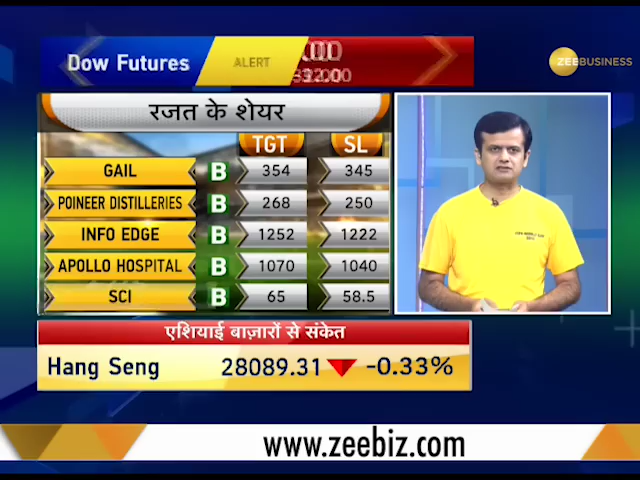 Dow Futures
ALERT
ZEEBUSINESS
रजत के शेयर
TGT SL
GAIL B 354 345
POINEER DISTILLERIES B 268 250
INFO EDGE B 1252 1222
APOLLO HOSPITAL B 1070 1040
SCI B 65 58.5
एशियाई बाज़ारों से संकेत
Hang Seng 28089.31 -0.33%
www.zeebiz.com